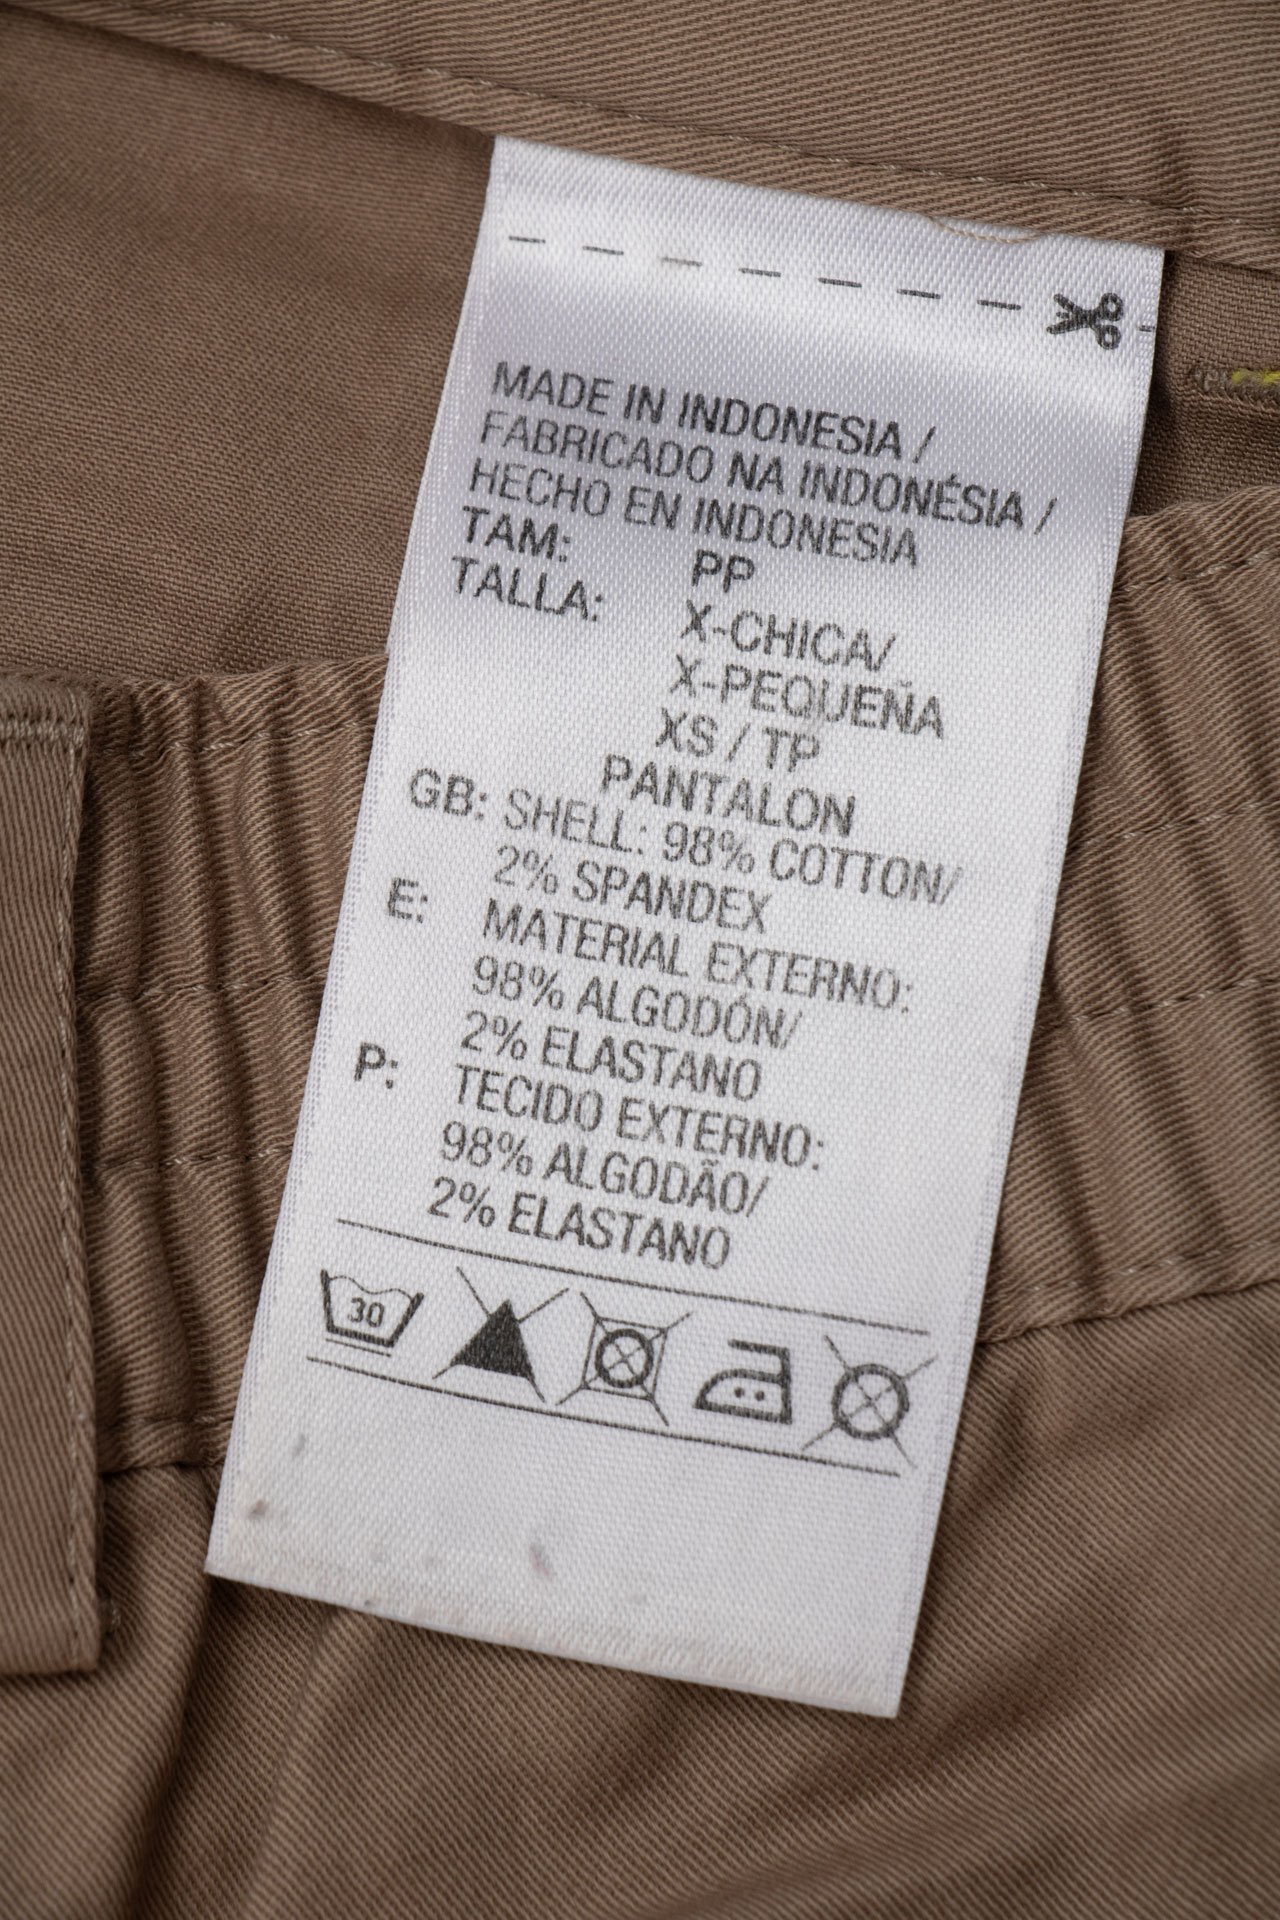 MADE IN INDONESIA /
FABRICADO NA INDONÉSIA /
HECHO EN INDONESIA
TAM: PP
TALLA: X-CHICA/
X-PEQUEÑA
XS / TP
PANTALON
GB: SHELL: 98% COTTON/
2% SPANDEX
E: MATERIAL EXTERNO:
98% ALGODÓN/
2% ELASTANO
P: TECIDO EXTERNO:
98% ALGODÃO/
2% ELASTANO
30